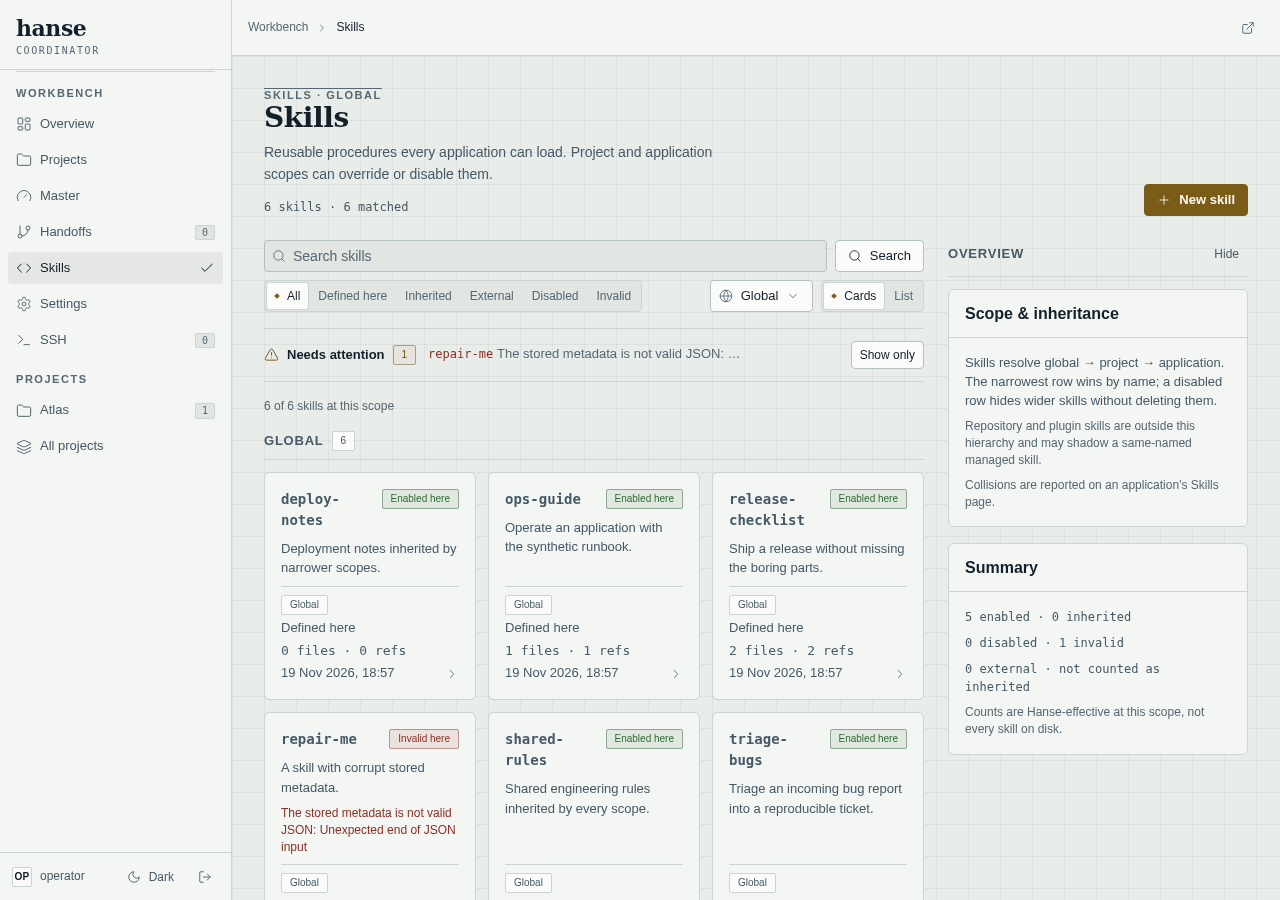 hanse
COORDINATOR
WORKBENCH
Overview
Projects
Master
Handoffs 0
Skills
Settings
SSH 0
PROJECTS
Atlas 1
All projects
OP operator Dark
Workbench Skills
SKILLS · GLOBAL
Skills
Reusable procedures every application can load. Project and application
scopes can override or disable them.
6 skills · 6 matched
New skill
Search skills Search
All Defined here Inherited External Disabled Invalid Global Cards List
Needs attention 1 repair-me The stored metadata is not valid JSON: … Show only
6 of 6 skills at this scope
GLOBAL 6
deploy-
notes
Enabled here
Deployment notes inherited by
narrower scopes.
Global
Defined here
0 files · 0 refs
19 Nov 2026, 18:57
ops-guide Enabled here
Operate an application with
the synthetic runbook.
Global
Defined here
1 files · 1 refs
19 Nov 2026, 18:57
release-
checklist
Enabled here
Ship a release without missing
the boring parts.
Global
Defined here
2 files · 2 refs
19 Nov 2026, 18:57
repair-me Invalid here
A skill with corrupt stored
metadata.
The stored metadata is not valid
JSON: Unexpected end of JSON
input
Global
shared-
rules
Enabled here
Shared engineering rules
inherited by every scope.
Global
triage-
bugs
Enabled here
Triage an incoming bug report
into a reproducible ticket.
Global
OVERVIEW Hide
Scope & inheritance
Skills resolve global → project → application.
The narrowest row wins by name; a disabled
row hides wider skills without deleting them.
Repository and plugin skills are outside this
hierarchy and may shadow a same-named
managed skill.
Collisions are reported on an application's Skills
page.
Summary
5 enabled · 0 inherited
0 disabled · 1 invalid
0 external · not counted as
inherited
Counts are Hanse-effective at this scope, not
every skill on disk.